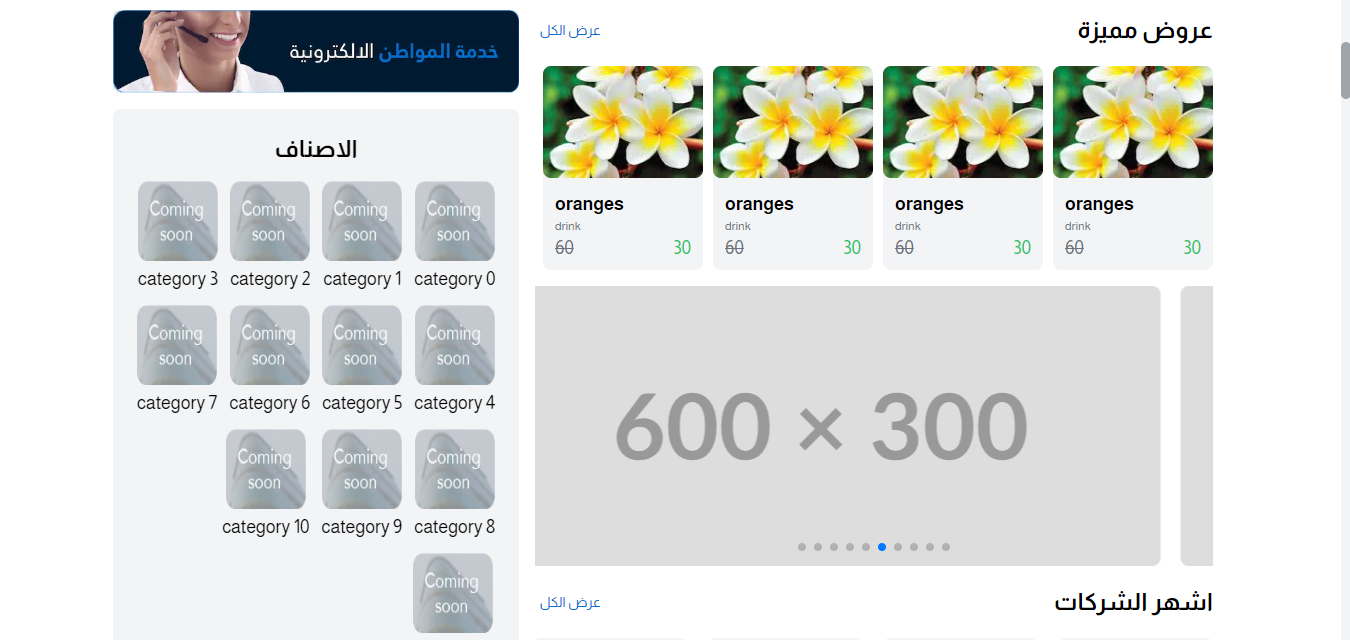 عروض مميزة
عرض الكل
oranges
drink
30
60
oranges
drink
30
60
oranges
drink
30
60
oranges
drink
30
60
600 × 300
اشهر الشركات
عرض الكل
خدمة المواطن الالكترونية
الاصناف
Coming
soon
category 0
Coming
soon
category 1
Coming
soon
category 2
Coming
soon
category 3
Coming
soon
category 4
Coming
soon
category 5
Coming
soon
category 6
Coming
soon
category 7
Coming
soon
category 8
Coming
soon
category 9
Coming
soon
category 10
Coming
soon